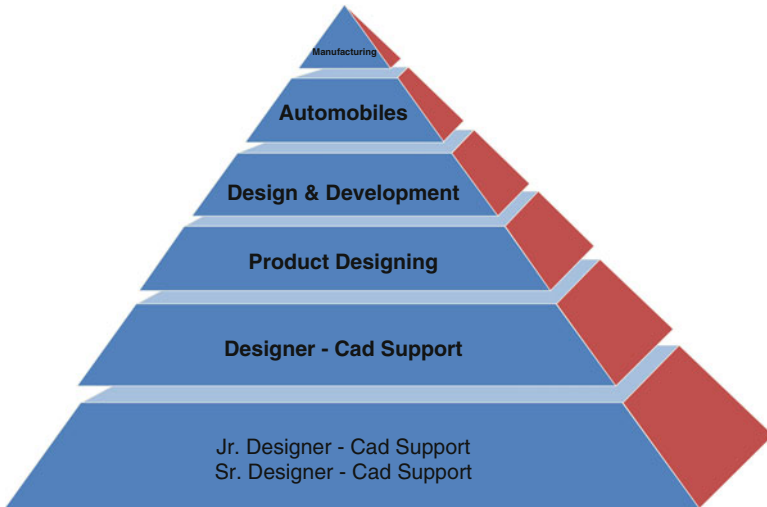 Manufacturing
Automobiles
Design & Development
Product Designing
Designer - Cad Support
Jr. Designer - Cad Support
Sr. Designer - Cad Support